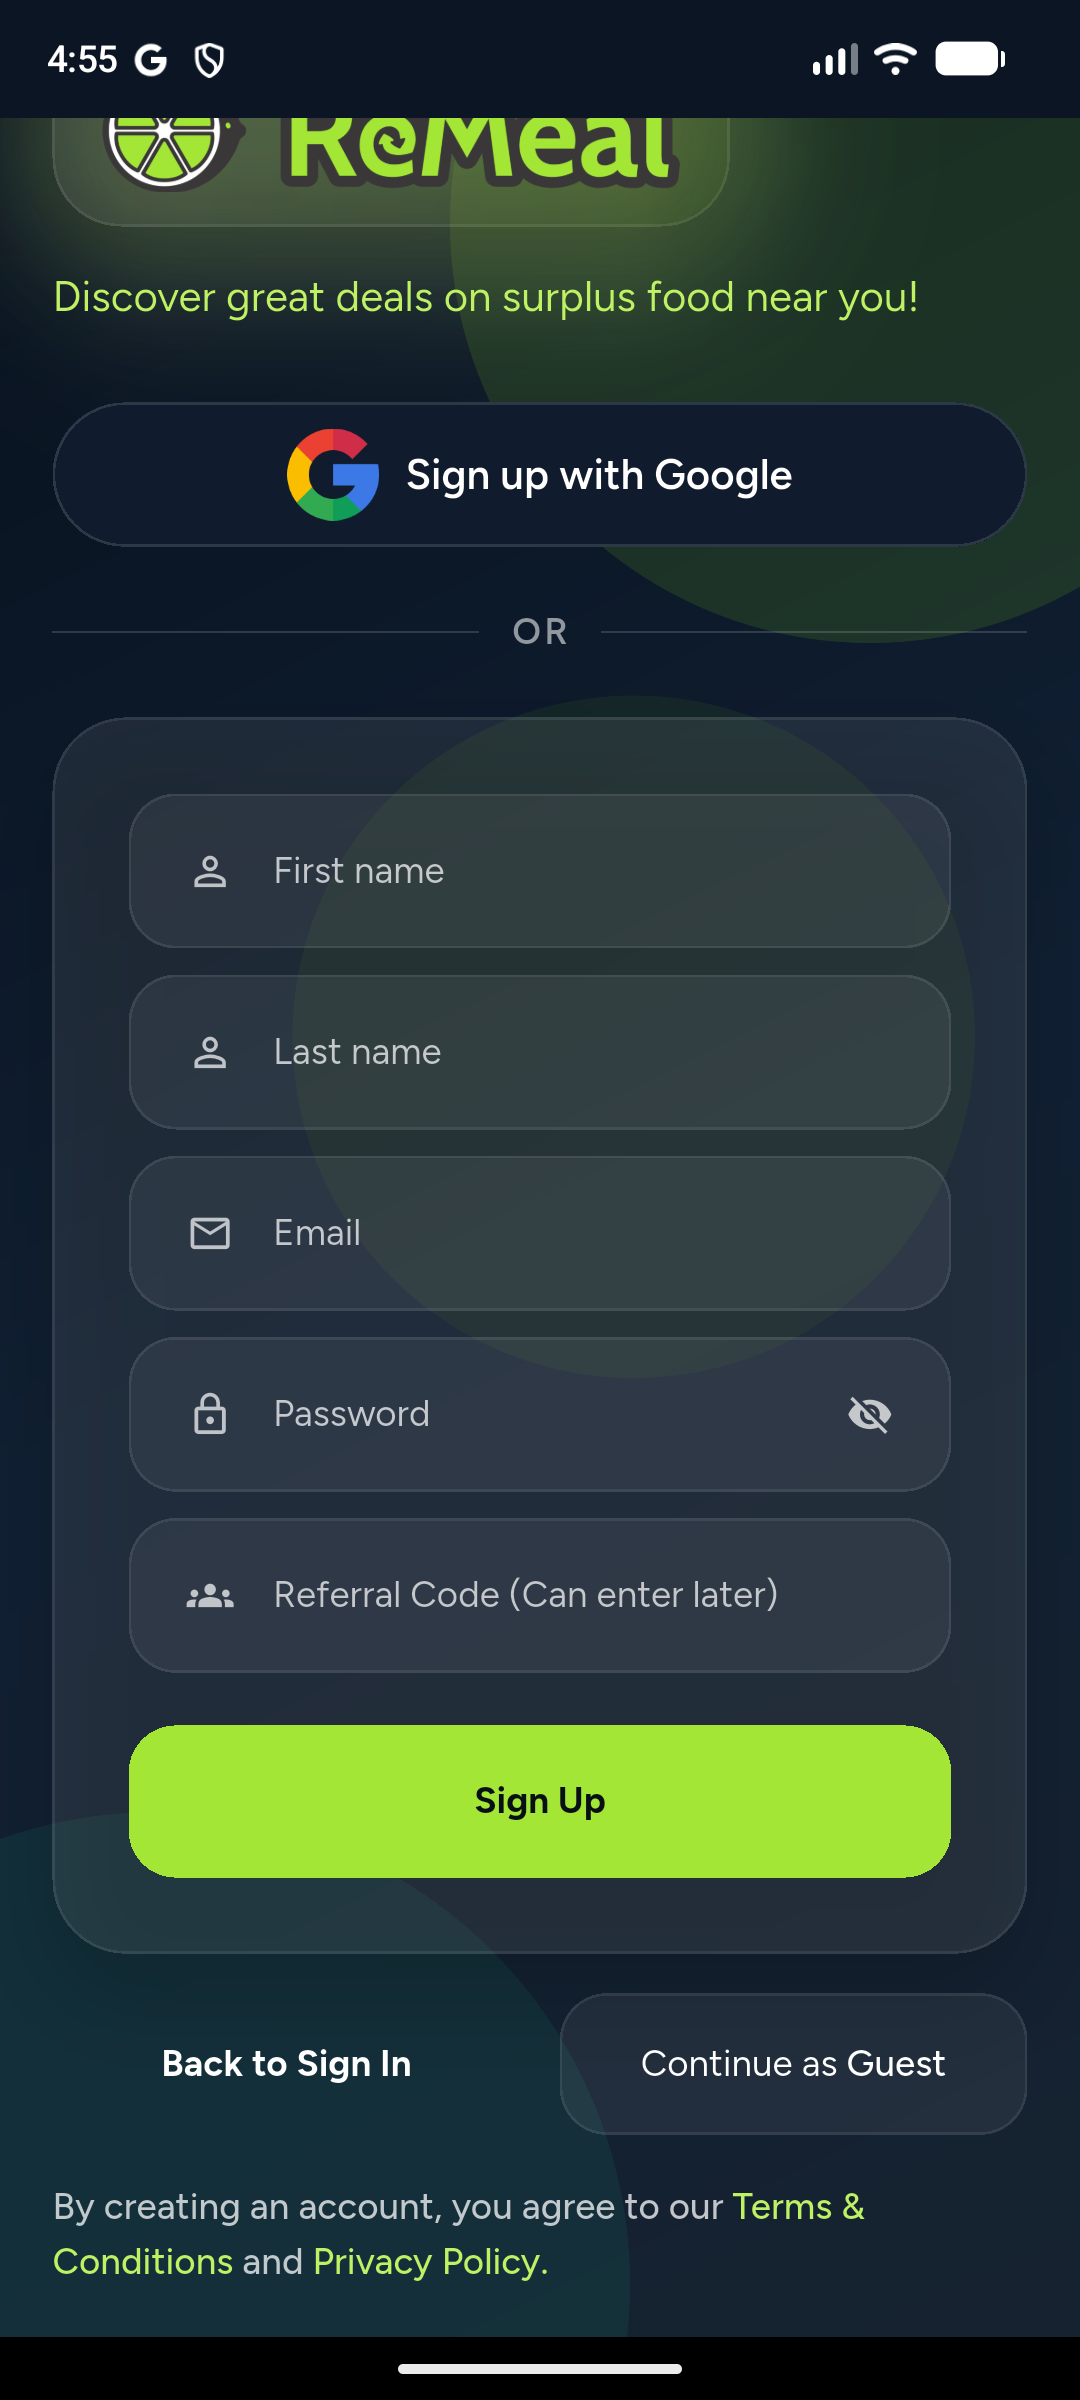 4:55
ReMeal
Discover great deals on surplus food near you!
Sign up with Google
OR
First name
Last name
Email
Password
Referral Code (Can enter later)
Sign Up
Back to Sign In
Continue as Guest
By creating an account, you agree to our Terms &
Conditions and Privacy Policy.